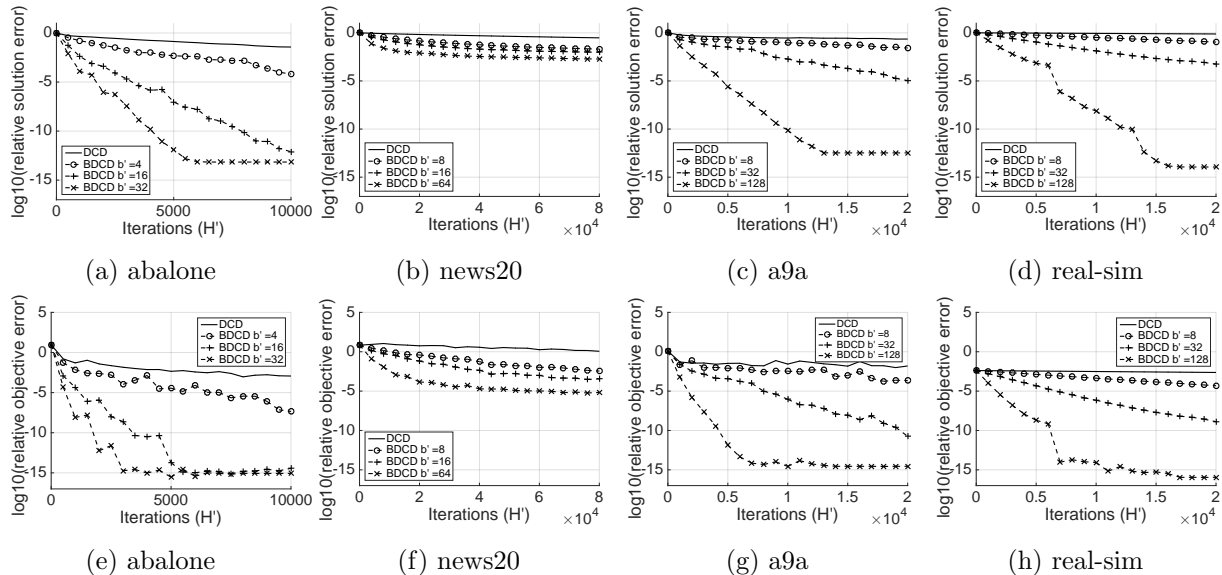 log10(relative solution error)
0
-5
-10
-15
DCD
BDCD b' =4
BDCD b' =16
BDCD b' =32
0 5000 10000
Iterations (H')
(a) abalone
log10(relative solution error)
0
-5
-10
-15
DCD
BDCD b' =8
BDCD b' =16
BDCD b' =64
0 2 4 6 8
Iterations (H') ×10^4
(b) news20
log10(relative solution error)
0
-5
-10
-15
DCD
BDCD b' =8
BDCD b' =32
BDCD b' =128
0 0.5 1 1.5 2
Iterations (H') ×10^4
(c) a9a
log10(relative solution error)
0
-5
-10
-15
DCD
BDCD b' =8
BDCD b' =32
BDCD b' =128
0 0.5 1 1.5 2
Iterations (H') ×10^4
(d) real-sim
log10(relative objective error)
5
0
-5
-10
-15
DCD
BDCD b' =4
BDCD b' =16
BDCD b' =32
0 5000 10000
Iterations (H')
(e) abalone
log10(relative objective error)
5
0
-5
-10
-15
DCD
BDCD b' =8
BDCD b' =16
BDCD b' =64
0 2 4 6 8
Iterations (H') ×10^4
(f) news20
log10(relative objective error)
5
0
-5
-10
-15
DCD
BDCD b' =8
BDCD b' =32
BDCD b' =128
0 0.5 1 1.5 2
Iterations (H') ×10^4
(g) a9a
log10(relative objective error)
5
0
-5
-10
-15
DCD
BDCD b' =8
BDCD b' =32
BDCD b' =128
0 0.5 1 1.5 2
Iterations (H') ×10^4
(h) real-sim